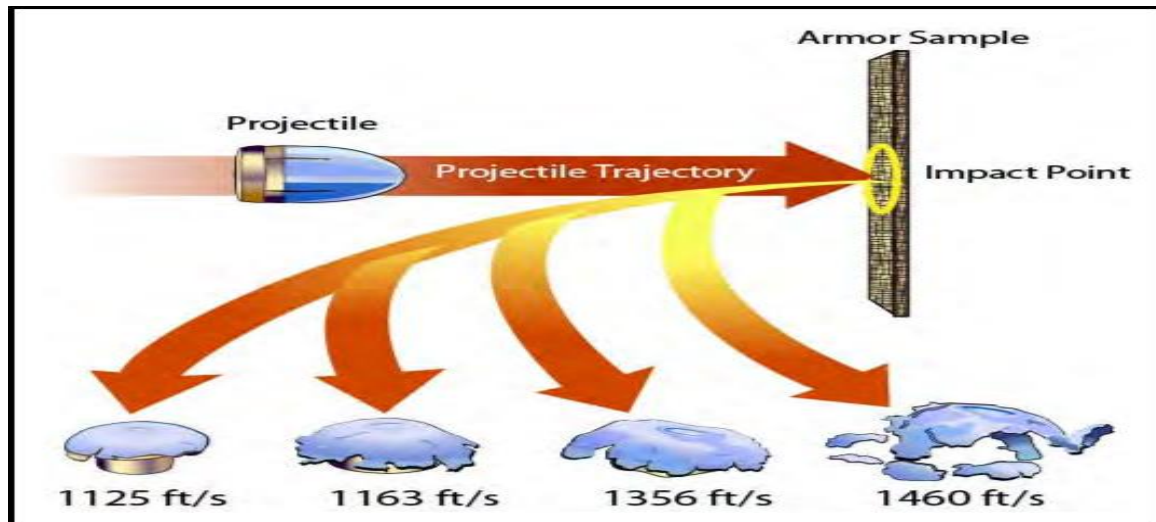 Armor Sample
Projectile
Projectile Trajectory
Impact Point
1125 ft/s
1163 ft/s
1356 ft/s
1460 ft/s